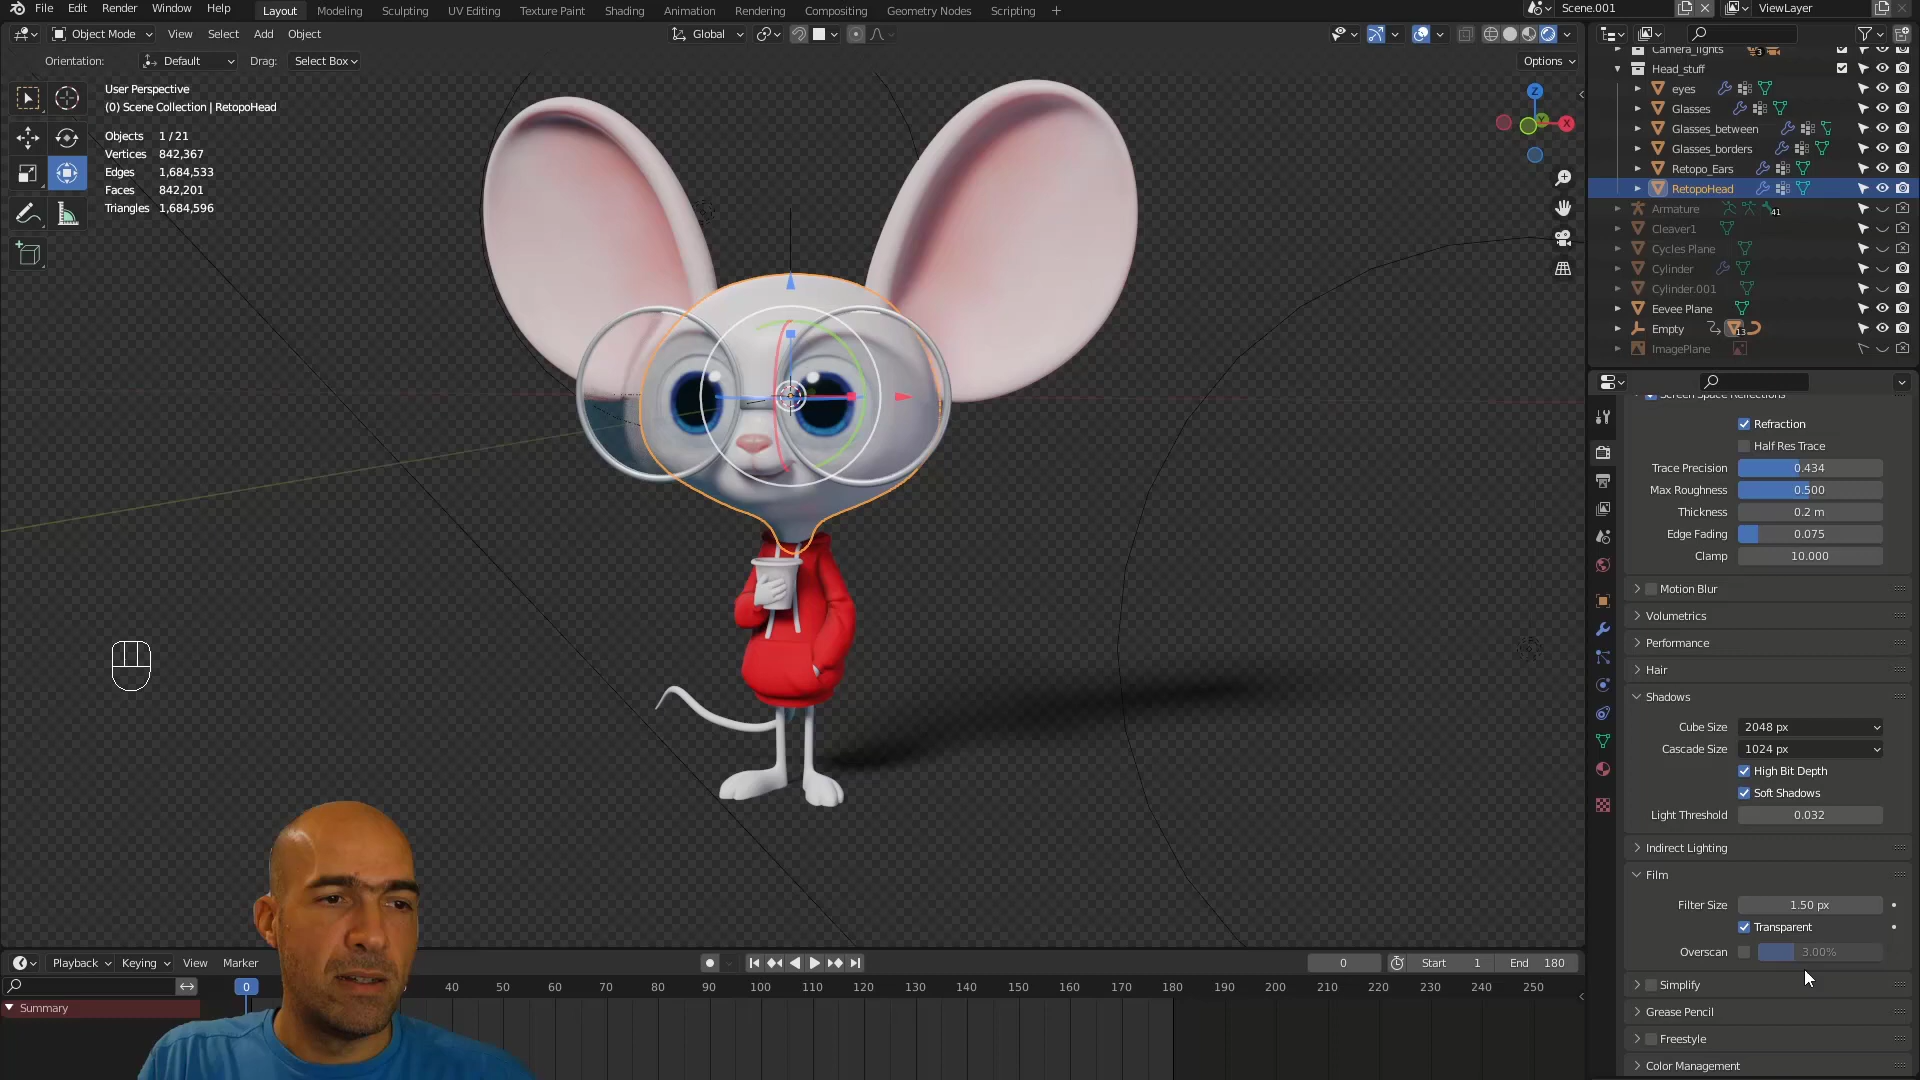 File Edit Render Window Help Layout Modeling Sculpting UV Editing Texture Paint Shading Animation Rendering Compositing Geometry Nodes Scripting + Scene.001 ViewLayer
Object Mode View Select Add Object Global
Orientation: Default Drag: Select Box Options
User Perspective
(0) Scene Collection | RetopoHead
Objects 1 / 21
Vertices 842,367
Edges 1,684,533
Faces 842,201
Triangles 1,684,596
Z
X
Camera_lights 3
Head_stuff
eyes
Glasses
Glasses_between
Glasses_borders
Retopo_Ears
RetopoHead
Armature 41
Cleaver1
Cycles Plane
Cylinder
Cylinder.001
Eevee Plane
Empty 13
ImagePlane
Screen Space Reflections
Refraction
Half Res Trace
Trace Precision 0.434
Max Roughness 0.500
Thickness 0.2 m
Edge Fading 0.075
Clamp 10.000
Motion Blur
Volumetrics
Performance
Hair
Shadows
Cube Size 2048 px
Cascade Size 1024 px
High Bit Depth
Soft Shadows
Light Threshold 0.032
Indirect Lighting
Film
Filter Size 1.50 px
Transparent
Overscan 3.00%
Simplify
Grease Pencil
Freestyle
Color Management
Playback Keying View Marker 0 Start 1 End 180
0 40 50 60 70 80 90 100 110 120 130 140 150 160 170 180 190 200 210 220 230 240 250
Summary